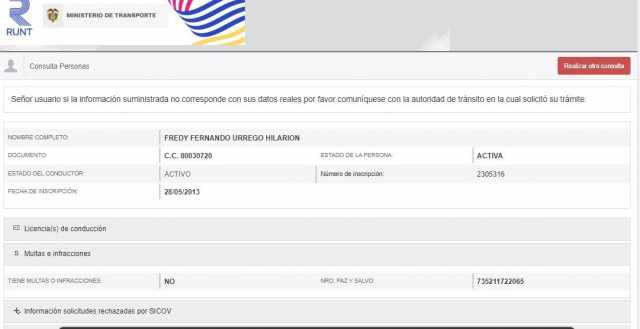 RUNT
MINISTERIO DE TRANSPORTE
Consulta Personas
Realizar otra consulta
Señor usuario si la información suministrada no corresponde con sus datos reales por favor comuníquese con la autoridad de tránsito en la cual solicitó su trámite.
NOMBRE COMPLETO: FREDY FERNANDO URREGO HILARION
DOCUMENTO: C.C. 80030720 ESTADO DE LA PERSONA: ACTIVA
ESTADO DEL CONDUCTOR: ACTIVO Número de inscripción: 2305316
FECHA DE INSCRIPCIÓN: 28/05/2013
Licencia(s) de conducción
Multas e infracciones
TIENE MULTAS O INFRACCIONES: NO NRO. PAZ Y SALVO: 735211722065
Información solicitudes rechazadas por SICOV